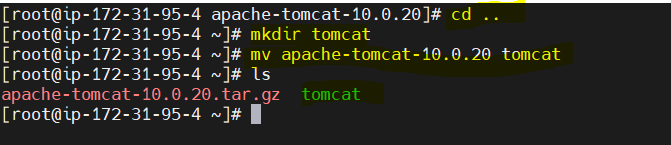 [root@ip-172-31-95-4 apache-tomcat-10.0.20]# cd ..
[root@ip-172-31-95-4 ~]# mkdir tomcat
[root@ip-172-31-95-4 ~]# mv apache-tomcat-10.0.20 tomcat
[root@ip-172-31-95-4 ~]# ls
apache-tomcat-10.0.20.tar.gz  tomcat
[root@ip-172-31-95-4 ~]#